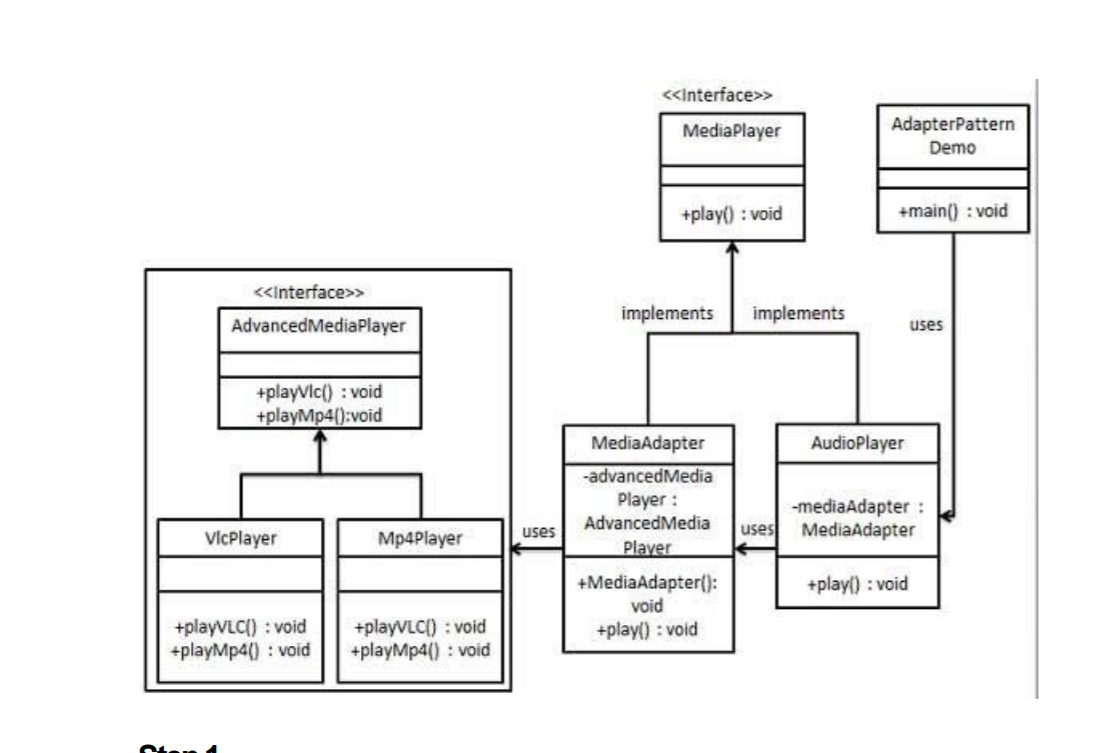 <<Interface>>
MediaPlayer
+play() : void
AdapterPattern
Demo
+main() : void
implements
implements
uses
<<Interface>>
AdvancedMediaPlayer
+playVlc() : void
+playMp4():void
VlcPlayer
+playVLC() : void
+playMp4() : void
Mp4Player
+playVLC() : void
+playMp4() : void
uses
MediaAdapter
-advancedMedia
Player :
AdvancedMedia
Player
+MediaAdapter():
void
+play() : void
uses
AudioPlayer
-mediaAdapter :
MediaAdapter
+play() : void
Step 1